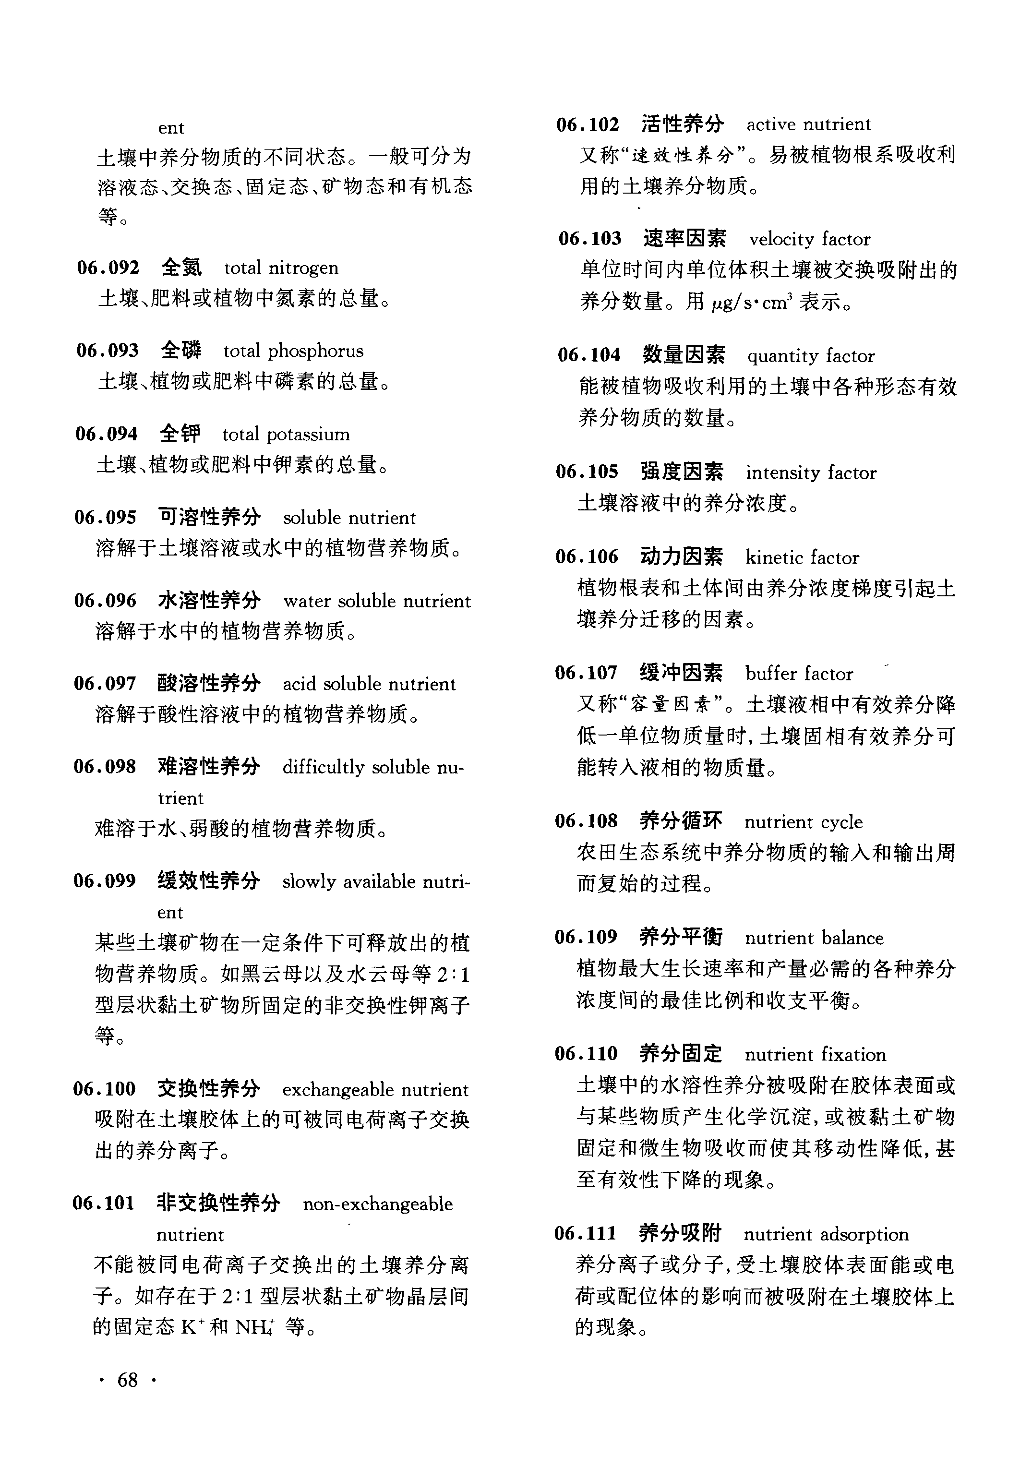 ent
土壤中养分物质的不同状态。一般可分为
溶液态、交换态、固定态、矿物态和有机态
等。
06.092 全氮 total nitrogen
土壤、肥料或植物中氮素的总量。
06.093 全磷 total phosphorus
土壤、植物或肥料中磷素的总量。
06.094 全钾 total potassium
土壤、植物或肥料中钾素的总量。
06.095 可溶性养分 soluble nutrient
溶解于土壤溶液或水中的植物营养物质。
06.096 水溶性养分 water soluble nutrient
溶解于水中的植物营养物质。
06.097 酸溶性养分 acid soluble nutrient
溶解于酸性溶液中的植物营养物质。
06.098 难溶性养分 difficultly soluble nu-
trient
难溶于水、弱酸的植物营养物质。
06.099 缓效性养分 slowly available nutri-
ent
某些土壤矿物在一定条件下可释放出的植
物营养物质。如黑云母以及水云母等 2:1
型层状黏土矿物所固定的非交换性钾离子
等。
06.100 交换性养分 exchangeable nutrient
吸附在土壤胶体上的可被同电荷离子交换
出的养分离子。
06.101 非交换性养分 non-exchangeable
nutrient
不能被同电荷离子交换出的土壤养分离
子。如存在于 2:1 型层状黏土矿物晶层间
的固定态 K⁺ 和 NH₄⁺ 等。
06.102 活性养分 active nutrient
又称“速效性养分”。易被植物根系吸收利
用的土壤养分物质。
06.103 速率因素 velocity factor
单位时间内单位体积土壤被交换吸附出的
养分数量。用 μg/s·cm³ 表示。
06.104 数量因素 quantity factor
能被植物吸收利用的土壤中各种形态有效
养分物质的数量。
06.105 强度因素 intensity factor
土壤溶液中的养分浓度。
06.106 动力因素 kinetic factor
植物根表和土体间由养分浓度梯度引起土
壤养分迁移的因素。
06.107 缓冲因素 buffer factor
又称“容量因素”。土壤液相中有效养分降
低一单位物质量时,土壤固相有效养分可
能转入液相的物质量。
06.108 养分循环 nutrient cycle
农田生态系统中养分物质的输入和输出周
而复始的过程。
06.109 养分平衡 nutrient balance
植物最大生长速率和产量必需的各种养分
浓度间的最佳比例和收支平衡。
06.110 养分固定 nutrient fixation
土壤中的水溶性养分被吸附在胶体表面或
与某些物质产生化学沉淀,或被黏土矿物
固定和微生物吸收而使其移动性降低,甚
至有效性下降的现象。
06.111 养分吸附 nutrient adsorption
养分离子或分子,受土壤胶体表面能或电
荷或配位体的影响而被吸附在土壤胶体上
的现象。
· 68 ·